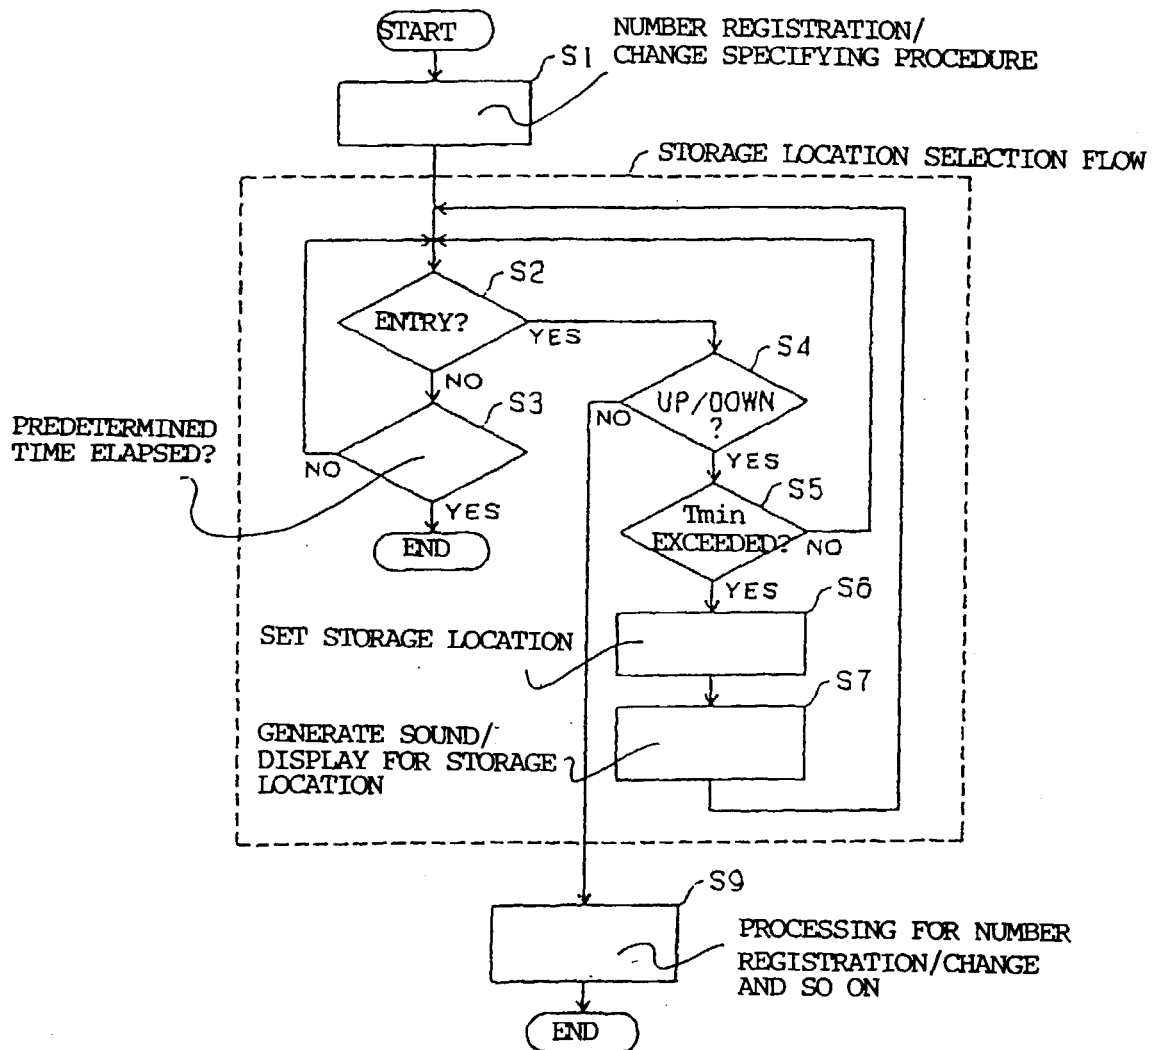 START
NUMBER REGISTRATION/
CHANGE SPECIFYING PROCEDURE
S1
STORAGE LOCATION SELECTION FLOW
S2
ENTRY?
YES
NO
S4
UP/DOWN
?
NO
YES
S3
PREDETERMINED
TIME ELAPSED?
NO
YES
END
S5
Tmin
EXCEEDED?
NO
YES
S6
SET STORAGE LOCATION
S7
GENERATE SOUND/
DISPLAY FOR STORAGE
LOCATION
S9
PROCESSING FOR NUMBER
REGISTRATION/CHANGE
AND SO ON
END